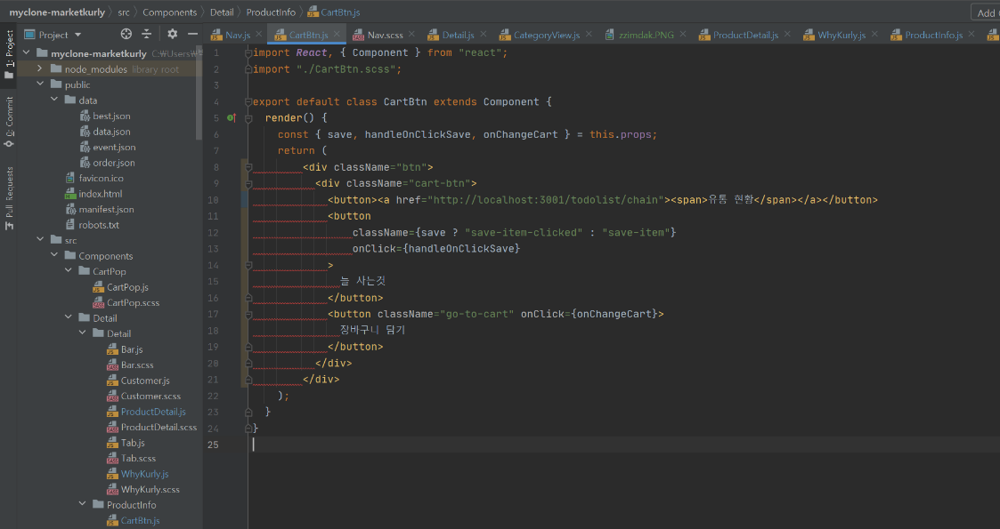 myclone-marketkurly src Components Detail ProductInfo CartBtn.js Add
Project Nav.js CartBtn.js Nav.scss Detail.js CategoryView.js zzimdak.PNG ProductDetail.js WhyKurly.js ProductInfo.js
1: Project
0: Commit
Pull Requests
myclone-marketkurly C:₩Users₩
node_modules library root
public
data
best.json
data.json
event.json
order.json
favicon.ico
index.html
manifest.json
robots.txt
src
Components
CartPop
CartPop.js
CartPop.scss
Detail
Detail
Bar.js
Bar.scss
Customer.js
Customer.scss
ProductDetail.js
ProductDetail.scss
Tab.js
Tab.scss
WhyKurly.js
WhyKurly.scss
ProductInfo
CartBtn.js
1 import React, { Component } from "react";
2 import "./CartBtn.scss";
3
4 export default class CartBtn extends Component {
5 render() {
6 const { save, handleOnClickSave, onChangeCart } = this.props;
7 return (
8 <div className="btn">
9 <div className="cart-btn">
10 <button><a href="http://localhost:3001/todolist/chain"><span>유통 현황</span></a></button>
11 <button
12 className={save ? "save-item-clicked" : "save-item"}
13 onClick={handleOnClickSave}
14 >
15 늘 사는것
16 </button>
17 <button className="go-to-cart" onClick={onChangeCart}>
18 장바구니 담기
19 </button>
20 </div>
21 </div>
22 );
23 }
24 }
25